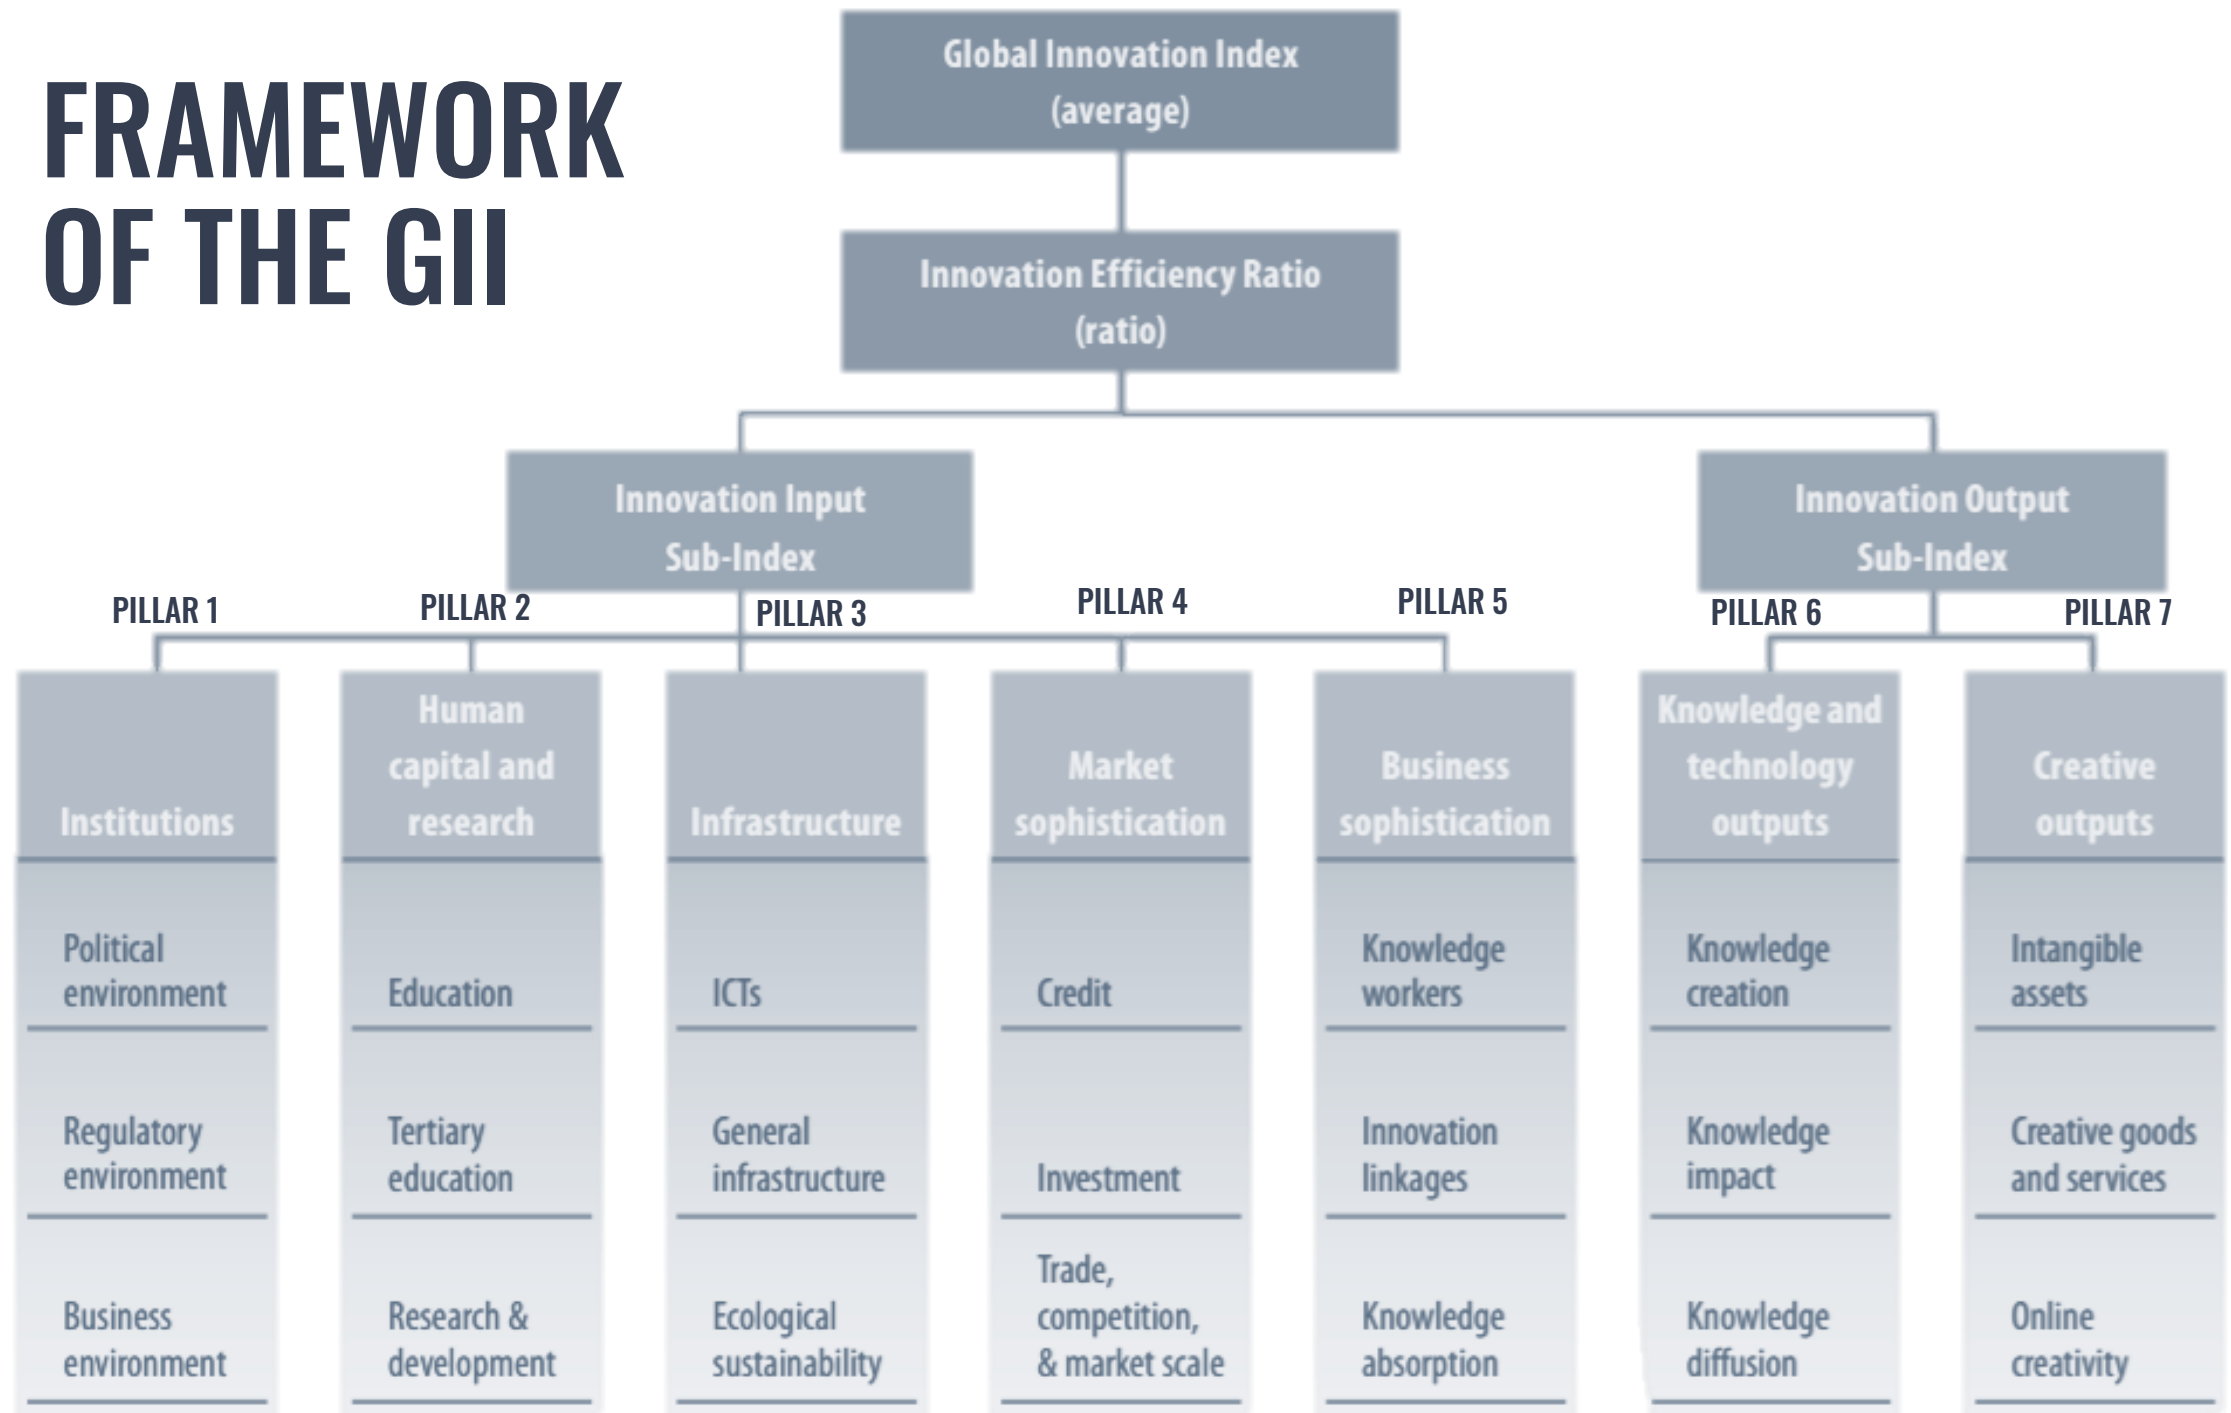 FRAMEWORK
OF THE GII
Global Innovation Index
(average)
Innovation Efficiency Ratio
(ratio)
Innovation Input
Sub-Index
Innovation Output
Sub-Index
PILLAR 1
PILLAR 2
PILLAR 3
PILLAR 4
PILLAR 5
PILLAR 6
PILLAR 7
Institutions
Human
capital and
research
Infrastructure
Market
sophistication
Business
sophistication
Knowledge and
technology
outputs
Creative
outputs
Political
environment
Education
ICTs
Credit
Knowledge
workers
Knowledge
creation
Intangible
assets
Regulatory
environment
Tertiary
education
General
infrastructure
Investment
Innovation
linkages
Knowledge
impact
Creative goods
and services
Business
environment
Research &
development
Ecological
sustainability
Trade,
competition,
& market scale
Knowledge
absorption
Knowledge
diffusion
Online
creativity